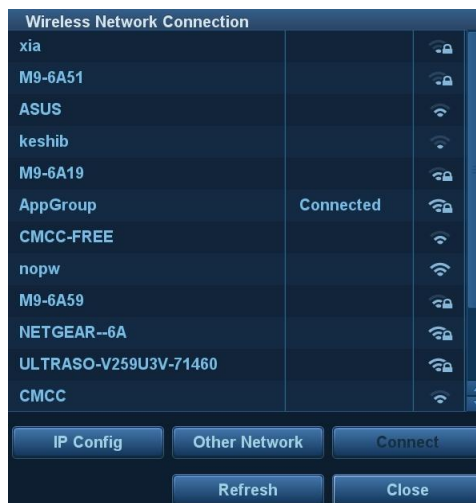 Wireless Network Connection
xia
M9-6A51
ASUS
keshib
M9-6A19
AppGroup Connected
CMCC-FREE
nopw
M9-6A59
NETGEAR--6A
ULTRASO-V259U3V-71460
CMCC
IP Config Other Network Connect
Refresh Close